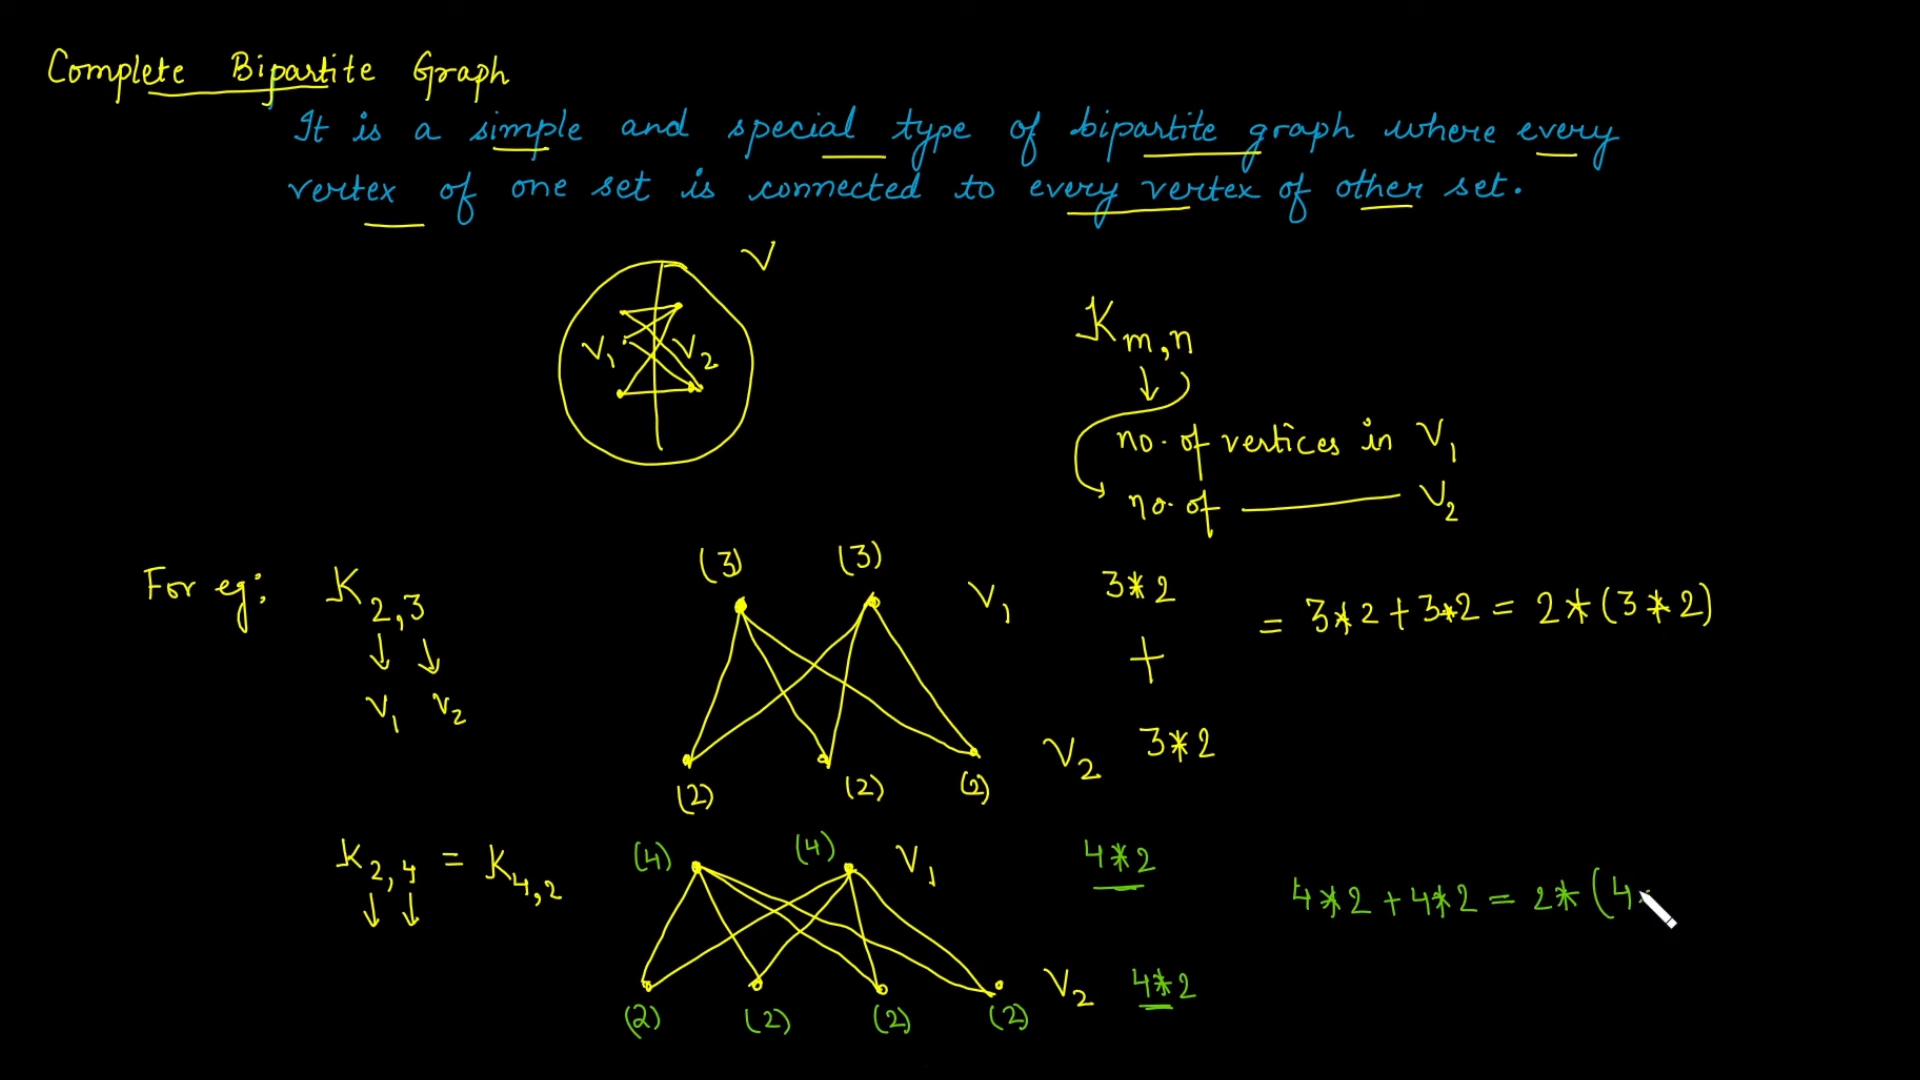 Complete Bipartite Graph
It is a simple and special type of bipartite graph where every
vertex of one set is connected to every vertex of other set.
V
V1 V2
Km,n
no. of vertices in V1
no. of ——— V2
For eg: K2,3
V1 V2
(3) (3)
V1 3*2
+
V2 3*2
(2) (2) (2)
= 3*2 + 3*2 = 2*(3*2)
K2,4 = K4,2
(4) (4) V1 4*2
V2 4*2
(2) (2) (2) (2)
4*2 + 4*2 = 2*(4